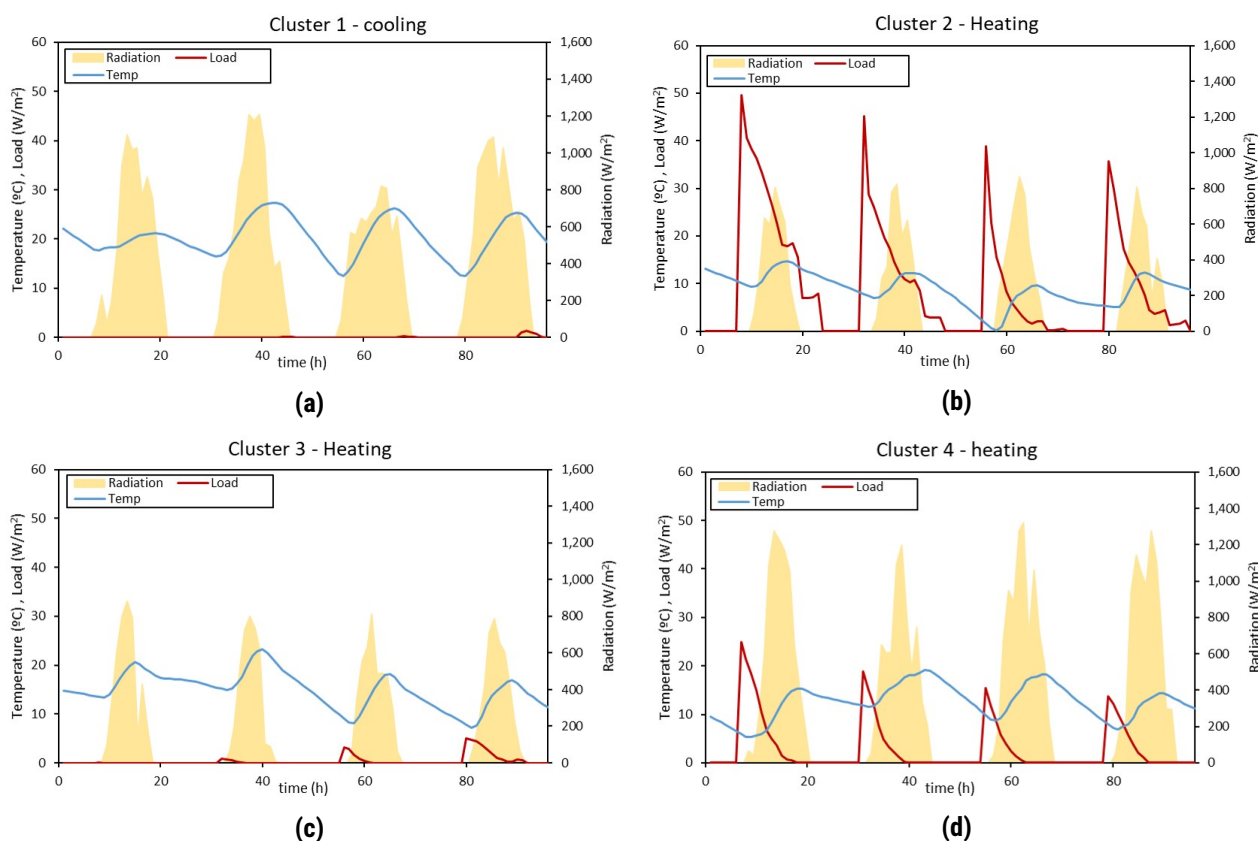 Cluster 1 - cooling
Radiation Load
Temp
Temperature (ºC) , Load (W/m²)
60
50
40
30
20
10
0
1,600
1,400
1,200
1,000
800
600
400
200
0
Radiation (W/m²)
0 20 40 60 80
time (h)
(a)
Cluster 2 - Heating
Radiation Load
Temp
Temperature (ºC) , Load (W/m²)
60
50
40
30
20
10
0
1,600
1,400
1,200
1,000
800
600
400
200
0
Radiation (W/m²)
0 20 40 60 80
time (h)
(b)
Cluster 3 - Heating
Radiation Load
Temp
Temperature (ºC) , Load (W/m²)
60
50
40
30
20
10
0
1,600
1,400
1,200
1,000
800
600
400
200
0
Radiation (W/m²)
0 20 40 60 80
time (h)
(c)
Cluster 4 - heating
Radiation Load
Temp
Temperature (ºC) , Load (W/m²)
60
50
40
30
20
10
0
1,600
1,400
1,200
1,000
800
600
400
200
0
Radiation (W/m²)
0 20 40 60 80
time (h)
(d)